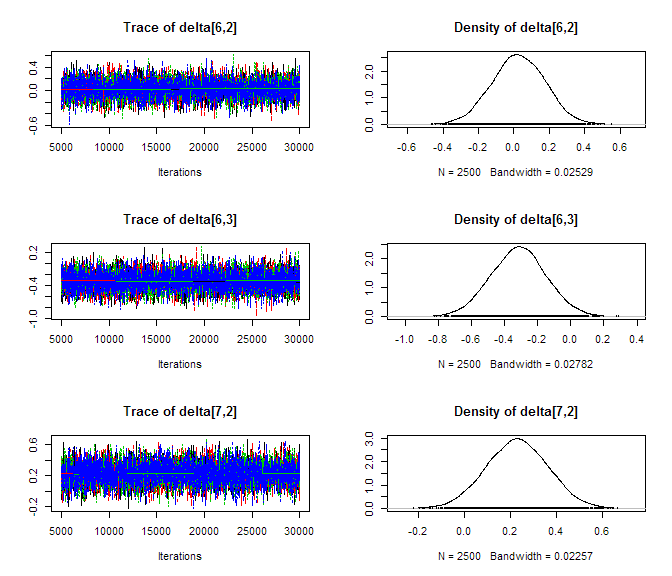 Trace of delta[6,2]
0.4
0.0
-0.6
5000 10000 15000 20000 25000 30000
Iterations
Density of delta[6,2]
2.0
1.0
0.0
-0.6 -0.4 -0.2 0.0 0.2 0.4 0.6
N = 2500 Bandwidth = 0.02529
Trace of delta[6,3]
0.2
-0.4
-1.0
5000 10000 15000 20000 25000 30000
Iterations
Density of delta[6,3]
2.0
1.0
0.0
-1.0 -0.8 -0.6 -0.4 -0.2 0.0 0.2 0.4
N = 2500 Bandwidth = 0.02782
Trace of delta[7,2]
0.6
0.2
-0.2
5000 10000 15000 20000 25000 30000
Iterations
Density of delta[7,2]
3.0
2.0
1.0
0.0
-0.2 0.0 0.2 0.4 0.6
N = 2500 Bandwidth = 0.02257